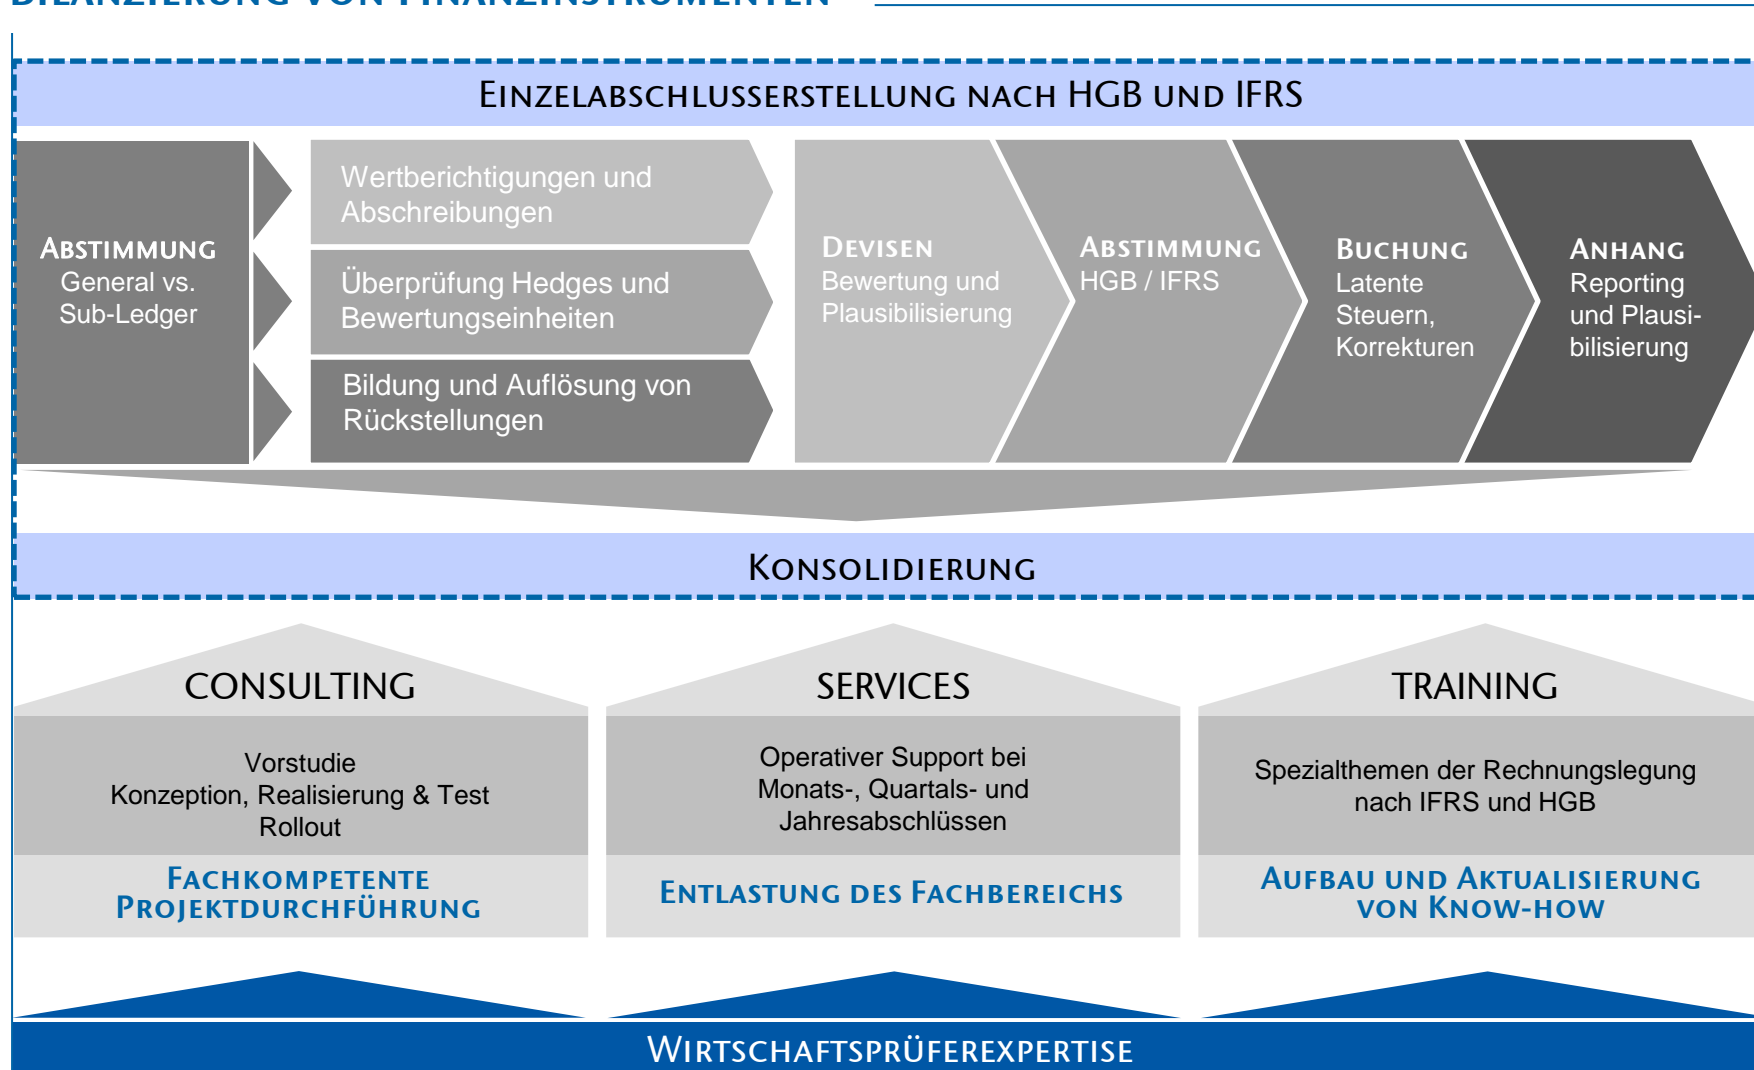 BILANZIERUNG VON FINANZINSTRUMENTEN
EINZELABSCHLUSSERSTELLUNG NACH HGB UND IFRS
ABSTIMMUNG
General vs.
Sub-Ledger
Wertberichtigungen und
Abschreibungen
Überprüfung Hedges und
Bewertungseinheiten
Bildung und Auflösung von
Rückstellungen
DEVISEN
Bewertung und
Plausibilisierung
ABSTIMMUNG
HGB / IFRS
BUCHUNG
Latente
Steuern,
Korrekturen
ANHANG
Reporting
und Plausi-
bilisierung
KONSOLIDIERUNG
CONSULTING
Vorstudie
Konzeption, Realisierung & Test
Rollout
FACHKOMPETENTE
PROJEKTDURCHFÜHRUNG
SERVICES
Operativer Support bei
Monats-, Quartals- und
Jahresabschlüssen
ENTLASTUNG DES FACHBEREICHS
TRAINING
Spezialthemen der Rechnungslegung
nach IFRS und HGB
AUFBAU UND AKTUALISIERUNG
VON KNOW-HOW
WIRTSCHAFTSPRÜFEREXPERTISE